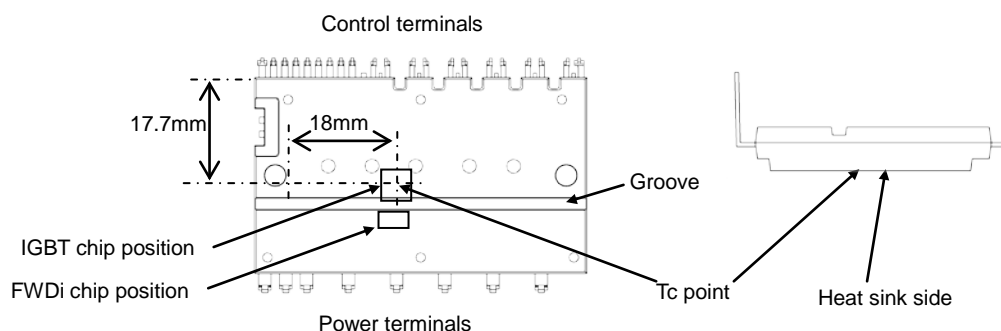 Control terminals
17.7mm
18mm
Groove
IGBT chip position
FWDi chip position
Tc point
Heat sink side
Power terminals